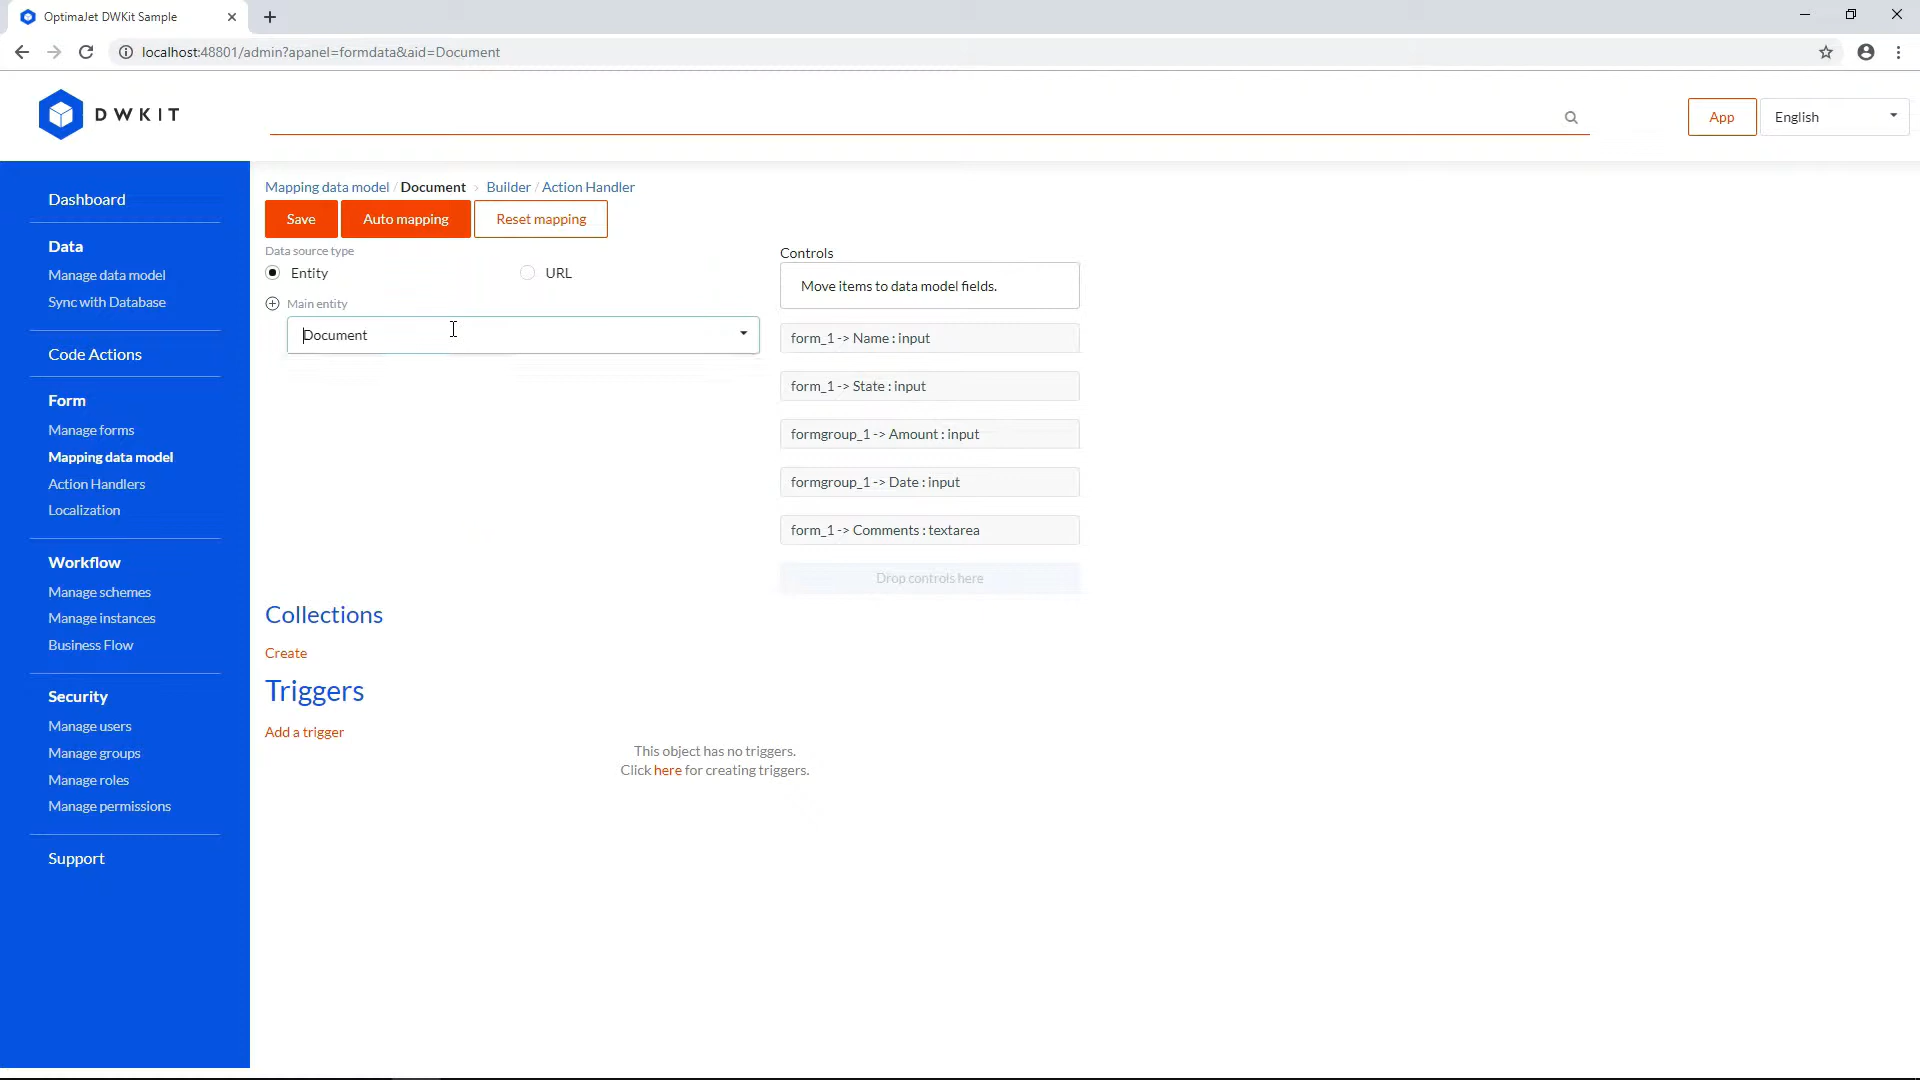 OptimaJet DWKit Sample
localhost:48801/admin?apanel=formdata&aid=Document
DWKIT
App
English
Dashboard
Data
Manage data model
Sync with Database
Code Actions
Form
Manage forms
Mapping data model
Action Handlers
Localization
Workflow
Manage schemes
Manage instances
Business Flow
Security
Manage users
Manage groups
Manage roles
Manage permissions
Support
Mapping data model / Document > Builder / Action Handler
Save
Auto mapping
Reset mapping
Data source type
Entity
URL
Main entity
Document
Controls
Move items to data model fields.
form_1 -> Name : input
form_1 -> State : input
formgroup_1 -> Amount : input
formgroup_1 -> Date : input
form_1 -> Comments : textarea
Drop controls here
Collections
Create
Triggers
Add a trigger
This object has no triggers.
Click here for creating triggers.